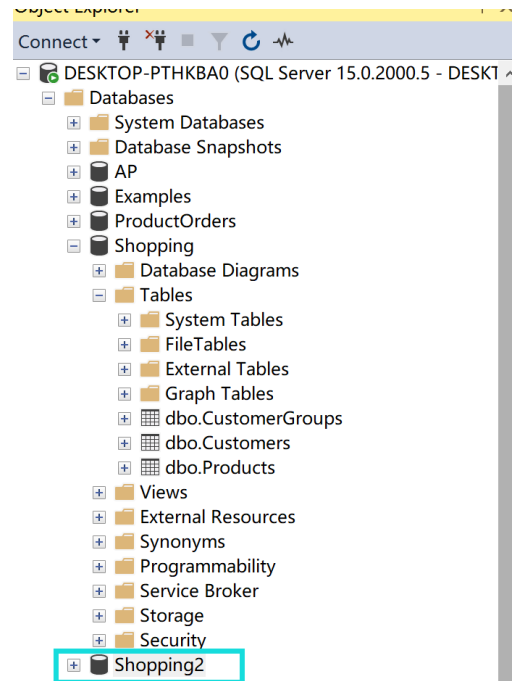 Object Explorer
Connect
DESKTOP-PTHKBA0 (SQL Server 15.0.2000.5 - DESKT
Databases
System Databases
Database Snapshots
AP
Examples
ProductOrders
Shopping
Database Diagrams
Tables
System Tables
FileTables
External Tables
Graph Tables
dbo.CustomerGroups
dbo.Customers
dbo.Products
Views
External Resources
Synonyms
Programmability
Service Broker
Storage
Security
Shopping2